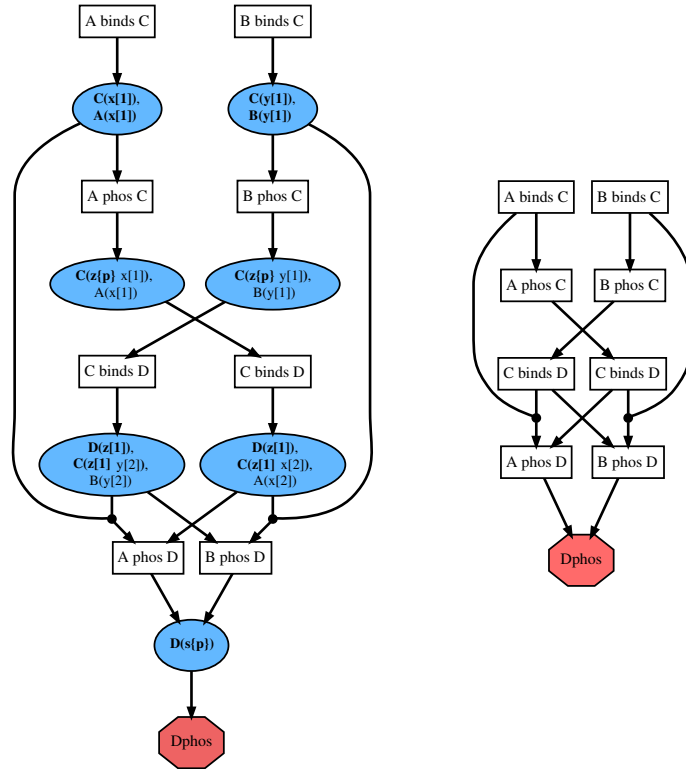 A binds C
B binds C
C(x[1]),
A(x[1])
C(y[1]),
B(y[1])
A phos C
B phos C
C(z{p} x[1]),
A(x[1])
C(z{p} y[1]),
B(y[1])
C binds D
C binds D
D(z[1]),
C(z[1] y[2]),
B(y[2])
D(z[1]),
C(z[1] x[2]),
A(x[2])
A phos D
B phos D
D(s{p})
Dphos
A binds C
B binds C
A phos C
B phos C
C binds D
C binds D
A phos D
B phos D
Dphos